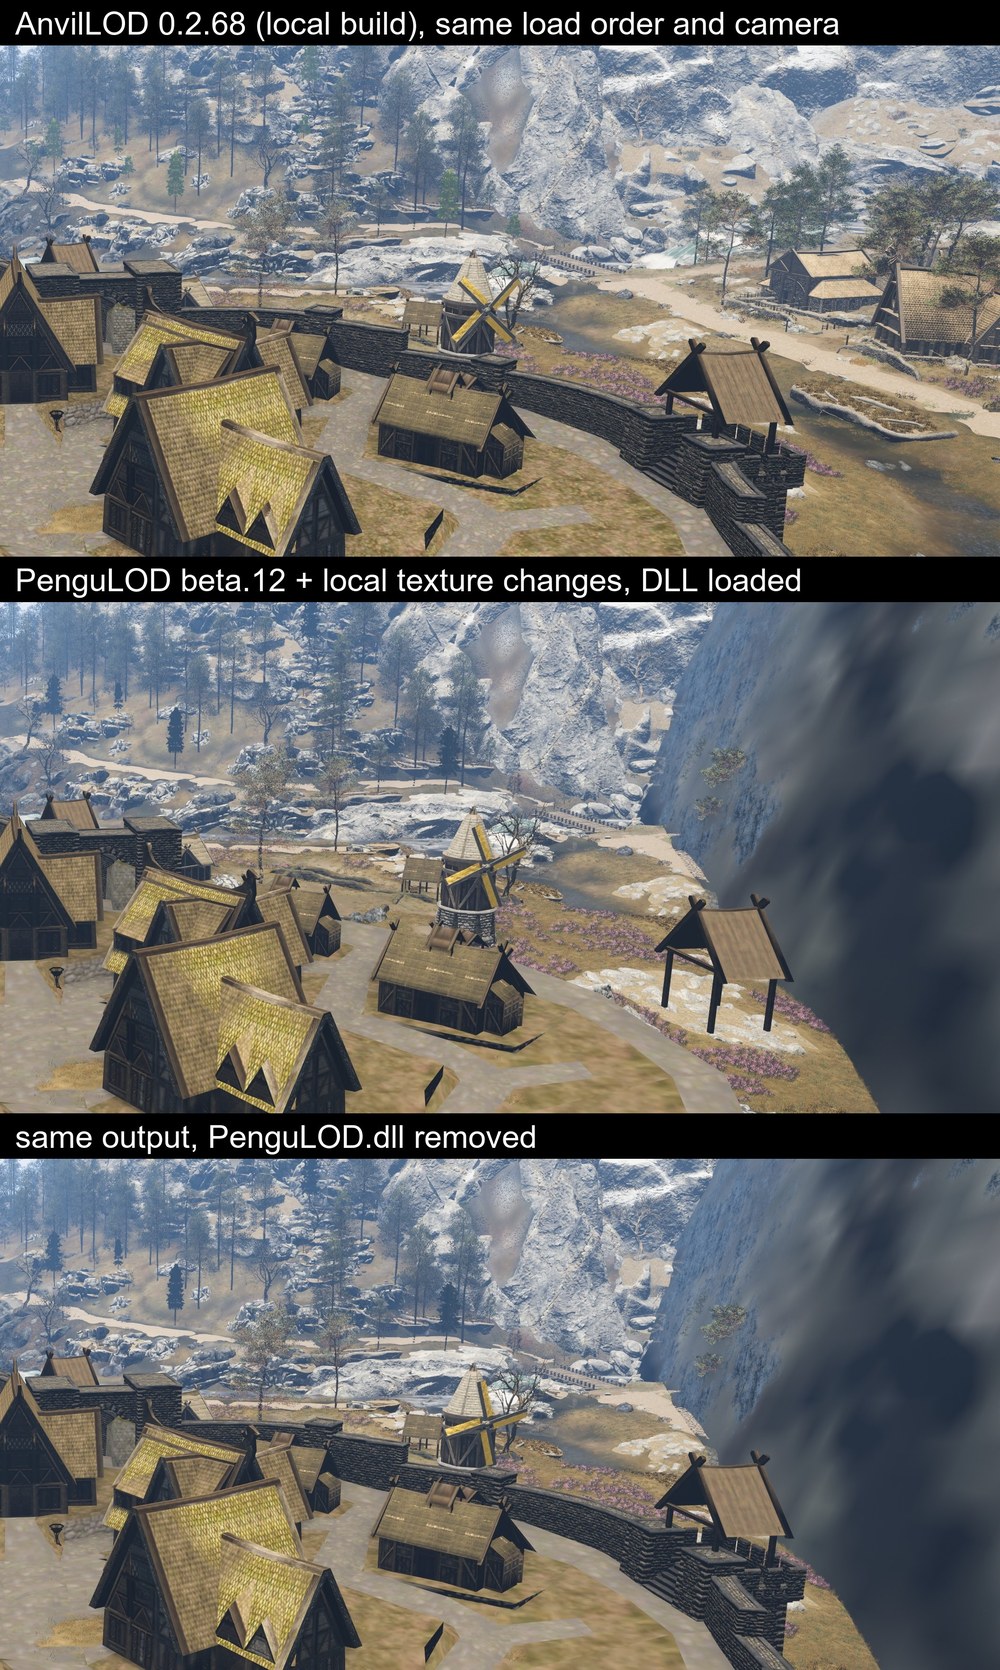 AnvilLOD 0.2.68 (local build), same load order and camera
PenguLOD beta.12 + local texture changes, DLL loaded
same output, PenguLOD.dll removed